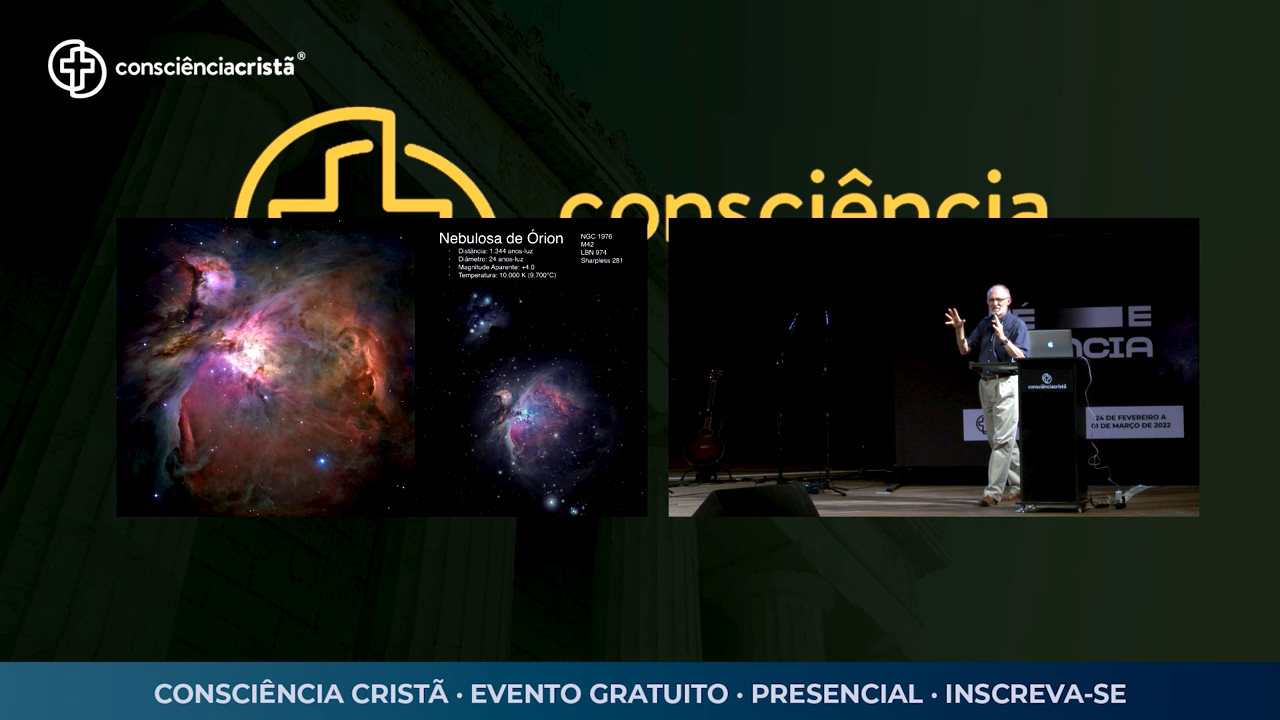 consciênciacristã®
consciência
Nebulosa de Órion
Distância: 1.344 anos-luz
Diâmetro: 24 anos-luz
Magnitude Aparente: +4,0
Temperatura: 10.000 K (9.700°C)
NGC 1976
M42
LBN 974
Sharpless 281
É E
NCIA
consciênciacristã
24 DE FEVEREIRO A
01 DE MARÇO DE 2022
CONSCIÊNCIA CRISTÃ · EVENTO GRATUITO · PRESENCIAL · INSCREVA-SE